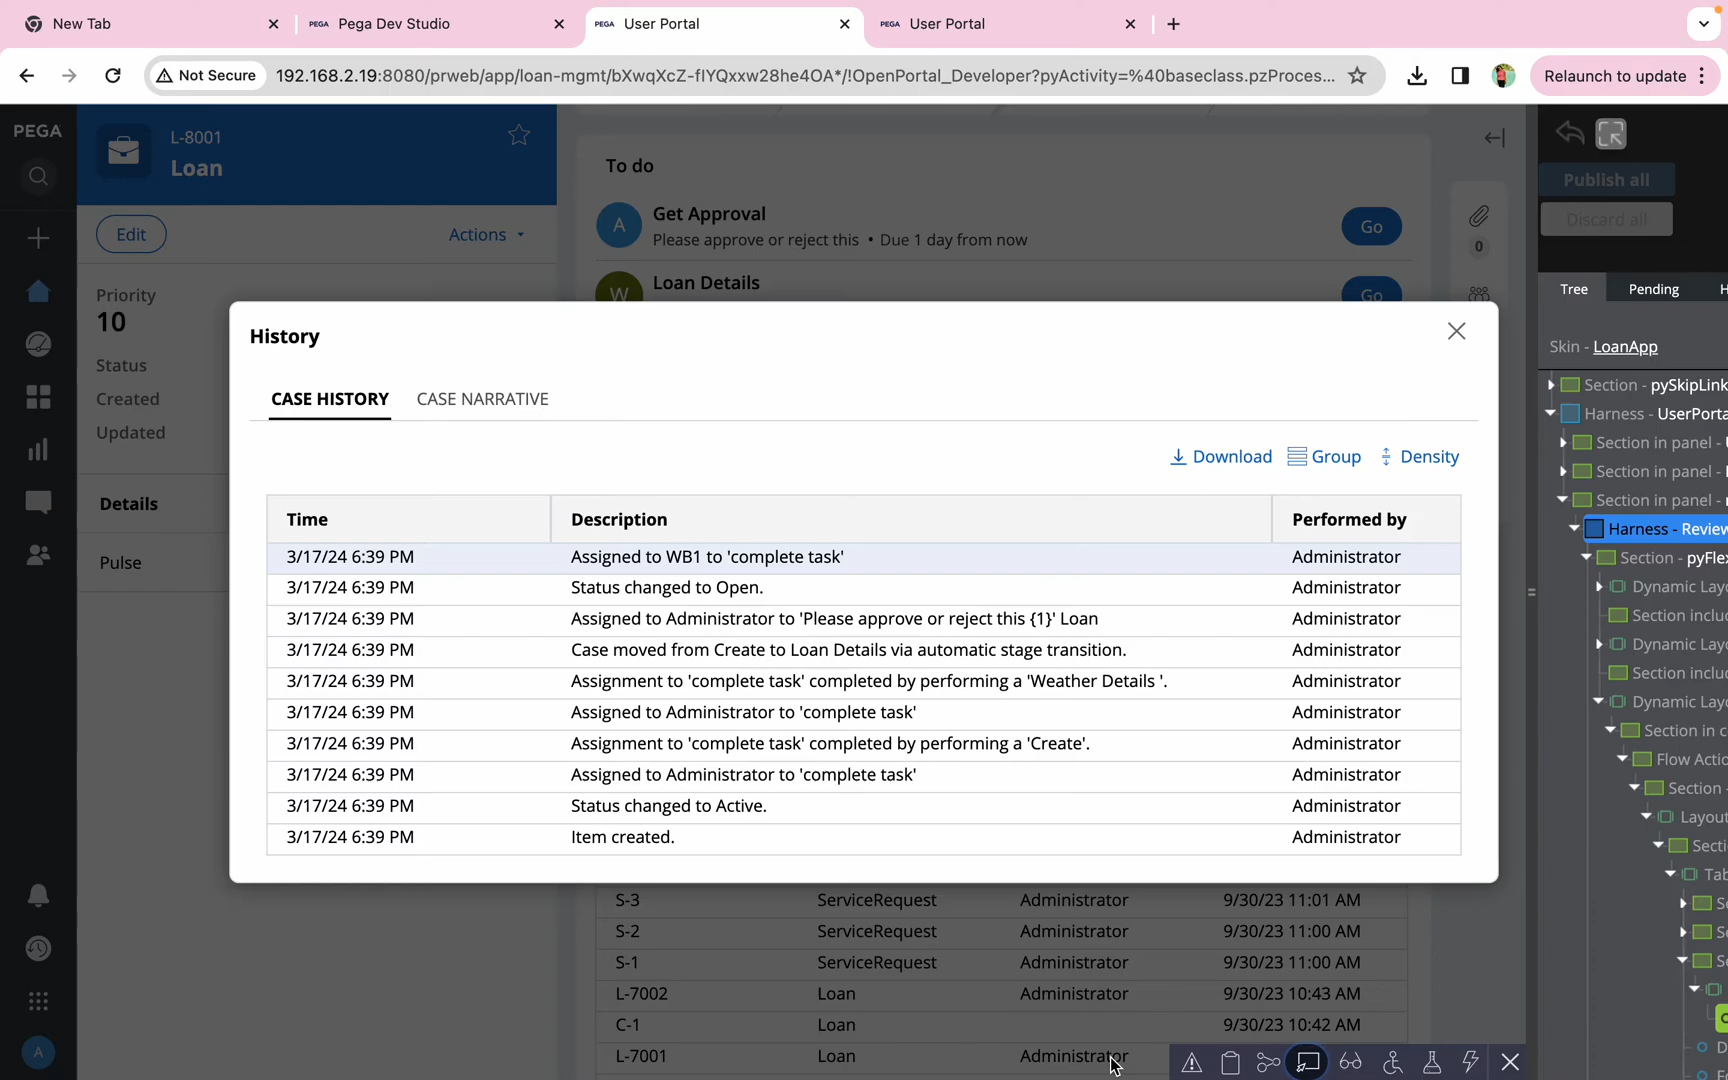 New Tab
PEGA Pega Dev Studio
PEGA User Portal
PEGA User Portal
Not Secure 192.168.2.19:8080/prweb/app/loan-mgmt/bXwqXcZ-fIYQxxw28he4OA*/!OpenPortal_Developer?pyActivity=%40baseclass.pzProces...
Relaunch to update
PEGA
L-8001
Loan
Edit
Actions
Priority
10
Status
Created
Updated
Details
Pulse
A
To do
A
Get Approval
Please approve or reject this • Due 1 day from now
Go
W
Loan Details
Go
0
History
CASE HISTORY CASE NARRATIVE
Download Group Density
Time Description Performed by
3/17/24 6:39 PM Assigned to WB1 to 'complete task' Administrator
3/17/24 6:39 PM Status changed to Open. Administrator
3/17/24 6:39 PM Assigned to Administrator to 'Please approve or reject this {1}' Loan Administrator
3/17/24 6:39 PM Case moved from Create to Loan Details via automatic stage transition. Administrator
3/17/24 6:39 PM Assignment to 'complete task' completed by performing a 'Weather Details '. Administrator
3/17/24 6:39 PM Assigned to Administrator to 'complete task' Administrator
3/17/24 6:39 PM Assignment to 'complete task' completed by performing a 'Create'. Administrator
3/17/24 6:39 PM Assigned to Administrator to 'complete task' Administrator
3/17/24 6:39 PM Status changed to Active. Administrator
3/17/24 6:39 PM Item created. Administrator
S-3 ServiceRequest Administrator 9/30/23 11:01 AM
S-2 ServiceRequest Administrator 9/30/23 11:00 AM
S-1 ServiceRequest Administrator 9/30/23 11:00 AM
L-7002 Loan Administrator 9/30/23 10:43 AM
C-1 Loan 9/30/23 10:42 AM
L-7001 Loan Administrator
Publish all
Discard all
Tree Pending H
Skin - LoanApp
Section - pySkipLink
Harness - UserPorta
Section in panel -
Section in panel -
Section in panel -
Harness - Review
Section - pyFlex
Dynamic Layo
Section inclu
Dynamic Layo
Section inclu
Dynamic Layo
Section in c
Flow Actio
Section -
Layout
Secti
Tab
Se
Se
Se
D